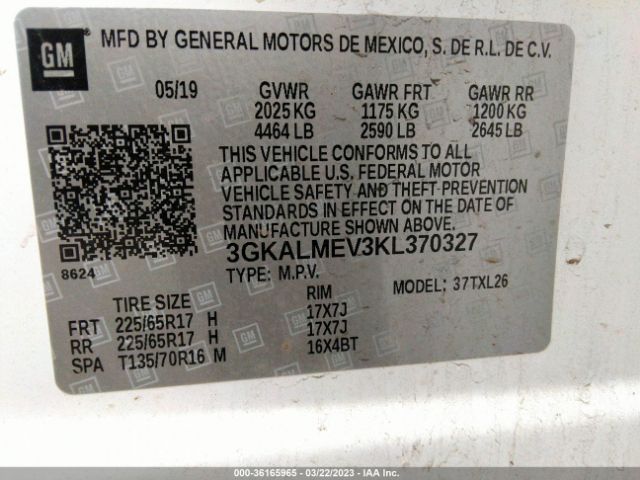 GM
MFD BY GENERAL MOTORS DE MEXICO, S. DE R.L. DE C.V.
05/19 GVWR GAWR FRT GAWR RR
2025 KG 1175 KG 1200 KG
4464 LB 2590 LB 2645 LB
THIS VEHICLE CONFORMS TO ALL
APPLICABLE U.S. FEDERAL MOTOR
VEHICLE SAFETY AND THEFT PREVENTION
STANDARDS IN EFFECT ON THE DATE OF
MANUFACTURE SHOWN ABOVE.
3GKALMEV3KL370327
8624 TYPE: M.P.V. MODEL: 37TXL26
TIRE SIZE RIM
FRT 225/65R17 H 17X7J
RR 225/65R17 H 17X7J
SPA T135/70R16 M 16X4BT
000-36165965 - 03/22/2023 - IAA Inc.